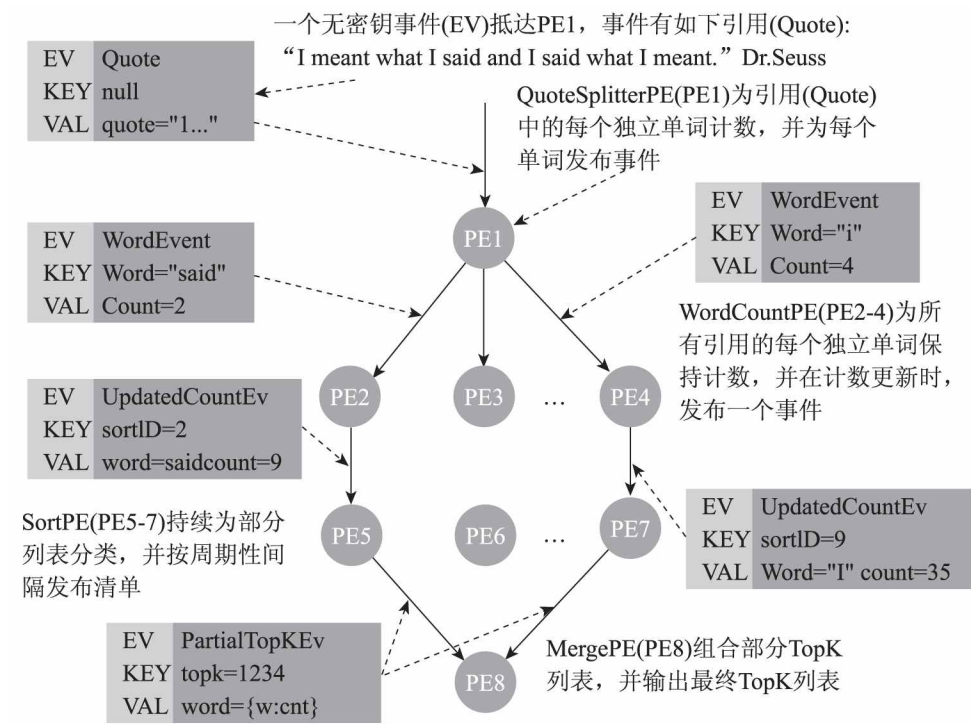 一个无密钥事件(EV)抵达PE1，事件有如下引用(Quote):
“I meant what I said and I said what I meant.” Dr.Seuss
EV Quote
KEY null
VAL quote="1..."
QuoteSplitterPE(PE1)为引用(Quote)
中的每个独立单词计数，并为每个
单词发布事件
PE1
EV WordEvent
KEY Word="said"
VAL Count=2
EV WordEvent
KEY Word="i"
VAL Count=4
WordCountPE(PE2-4)为所
有引用的每个独立单词保
持计数，并在计数更新时，
发布一个事件
PE2 PE3 … PE4
EV UpdatedCountEv
KEY sortlD=2
VAL word=saidcount=9
SortPE(PE5-7)持续为部分
列表分类，并按周期性间
隔发布清单
PE5 PE6 … PE7
EV UpdatedCountEv
KEY sortlD=9
VAL Word="I" count=35
EV PartialTopKEv
KEY topk=1234
VAL word={w:cnt}
PE8
MergePE(PE8)组合部分TopK
列表，并输出最终TopK列表